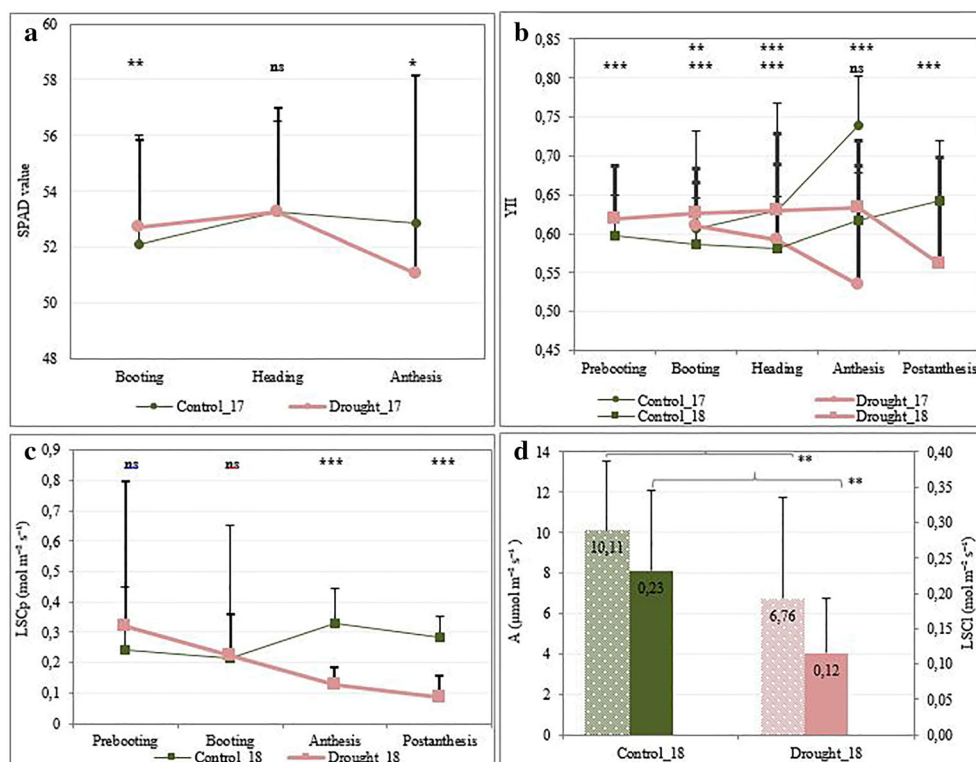 a
60
58
56
54
52
50
48
SPAD value
**
ns
*
Booting Heading Anthesis
Control_17 Drought_17
b
0,85
0,80
0,75
0,70
0,65
0,60
0,55
0,50
0,45
YII
** *** ***
*** *** *** ns ***
Prebooting Booting Heading Anthesis Postanthesis
Control_17 Drought_17
Control_18 Drought_18
c
0,9
0,8
0,7
0,6
0,5
0,4
0,3
0,2
0,1
0
LSCp (mol m⁻² s⁻¹)
ns ns *** ***
Prebooting Booting Anthesis Postanthesis
Control_18 Drought_18
d
14
12
10
8
6
4
2
0
A (µmol m⁻² s⁻¹)
**
**
10,11
0,23
6,76
0,12
0,40
0,35
0,30
0,25
0,20
0,15
0,10
0,05
0,00
LSCl (mol m⁻² s⁻¹)
Control_18 Drought_18